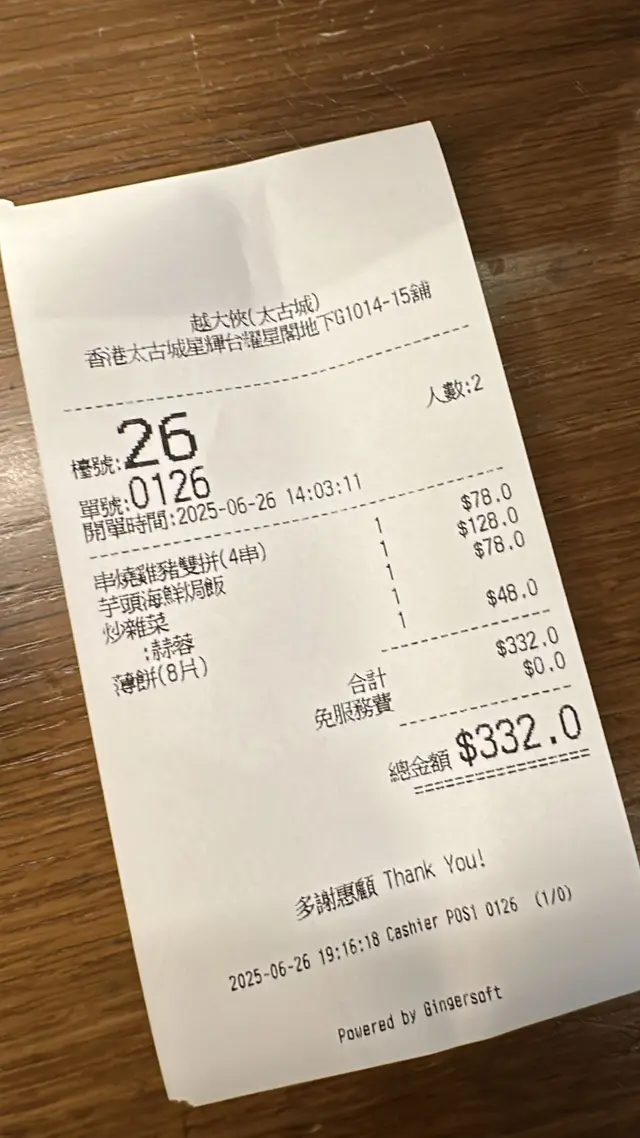 越大俠(太古城)
香港太古城星輝台耀星閣地下G1014-15舖
人數:2
檯號:26
單號:0126
開單時間:2025-06-26 14:03:11
串燒雞豬雙拼(4串) 1 $78.0
芋頭海鮮焗飯 1 $128.0
炒雜菜 1 $78.0
:蒜蓉 1
薄餅(8片) 1 $48.0
合計 $332.0
免服務費 $0.0
總金額 $332.0
多謝惠顧 Thank You!
2025-06-26 19:16:18 Cashier POS1 0126 (1/0)
Powered by Gingersoft